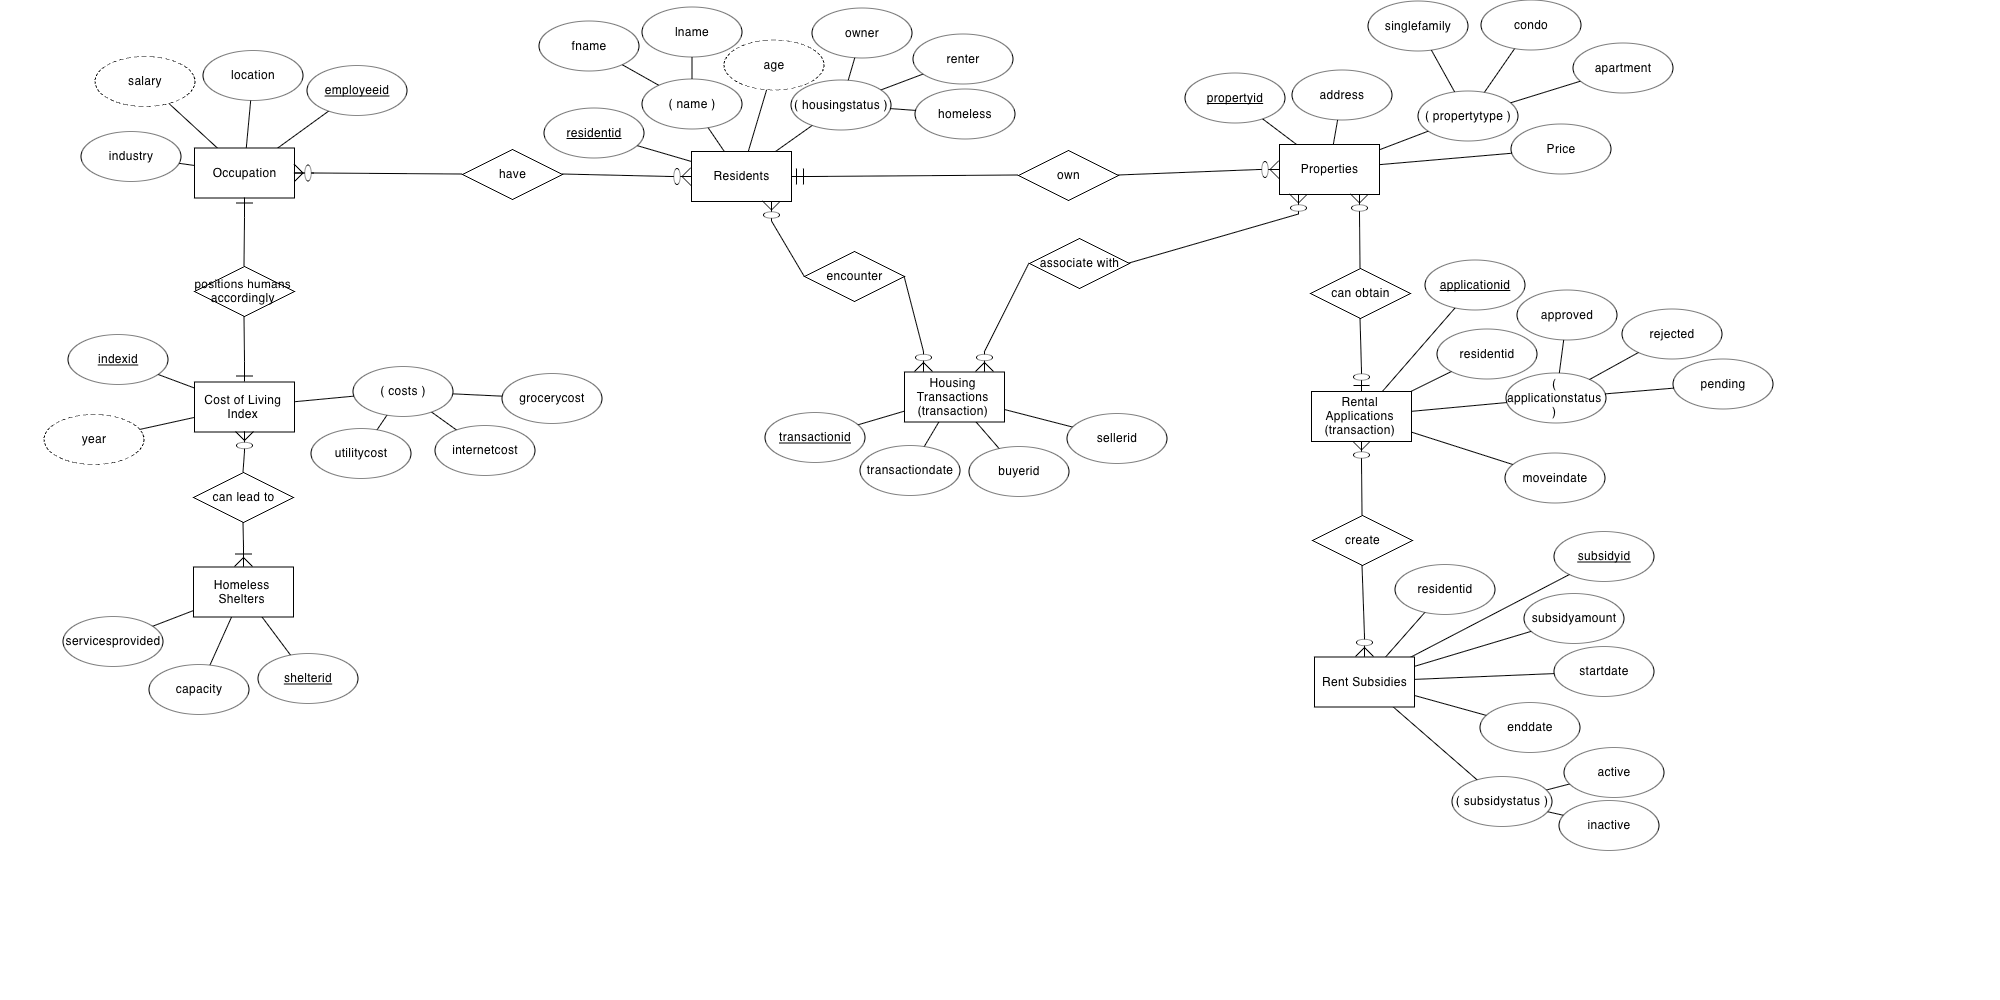 singlefamily
condo
lname
owner
fname
renter
age
apartment
location
salary
employeeid
propertyid
address
( name )
( housingstatus )
homeless
( propertytype )
residentid
Price
industry
Occupation
have
Residents
own
Properties
positions humans
accordingly
encounter
associate with
can obtain
applicationid
approved
rejected
residentid
pending
(
applicationstatus
)
indexid
( costs )
grocerycost
Cost of Living
Index
Housing
Transactions
(transaction)
Rental
Applications
(transaction)
year
utilitycost
internetcost
transactionid
transactiondate
buyerid
sellerid
moveindate
can lead to
create
subsidyid
Homeless
Shelters
residentid
subsidyamount
servicesprovided
capacity
shelterid
Rent Subsidies
startdate
enddate
active
( subsidystatus )
inactive